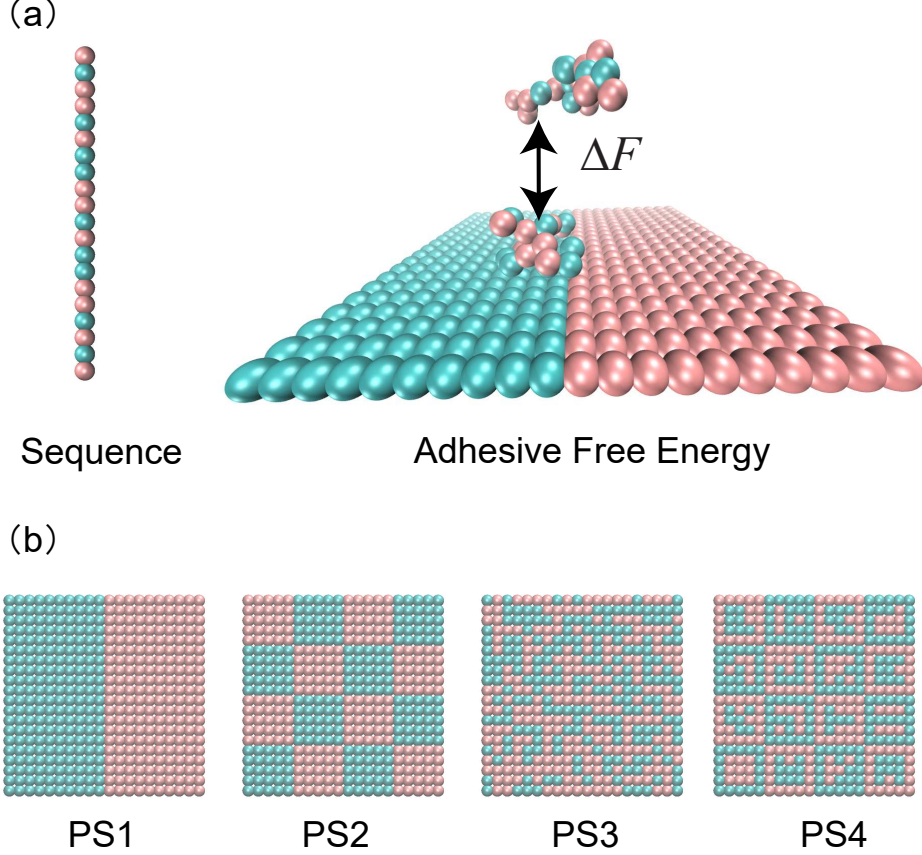 (a)
ΔF
Sequence
Adhesive Free Energy
(b)
PS1
PS2
PS3
PS4